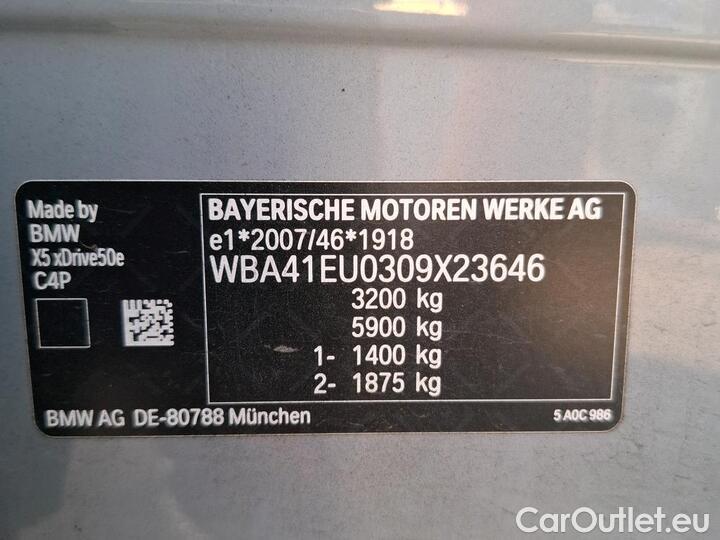 Made by
BMW
X5 xDrive50e
C4P
BAYERISCHE MOTOREN WERKE AG
e1*2007/46*1918
WBA41EU0309X23646
3200 kg
5900 kg
1- 1400 kg
2- 1875 kg
BMW AG DE-80788 München
5 A0C 986
CarOutlet.eu